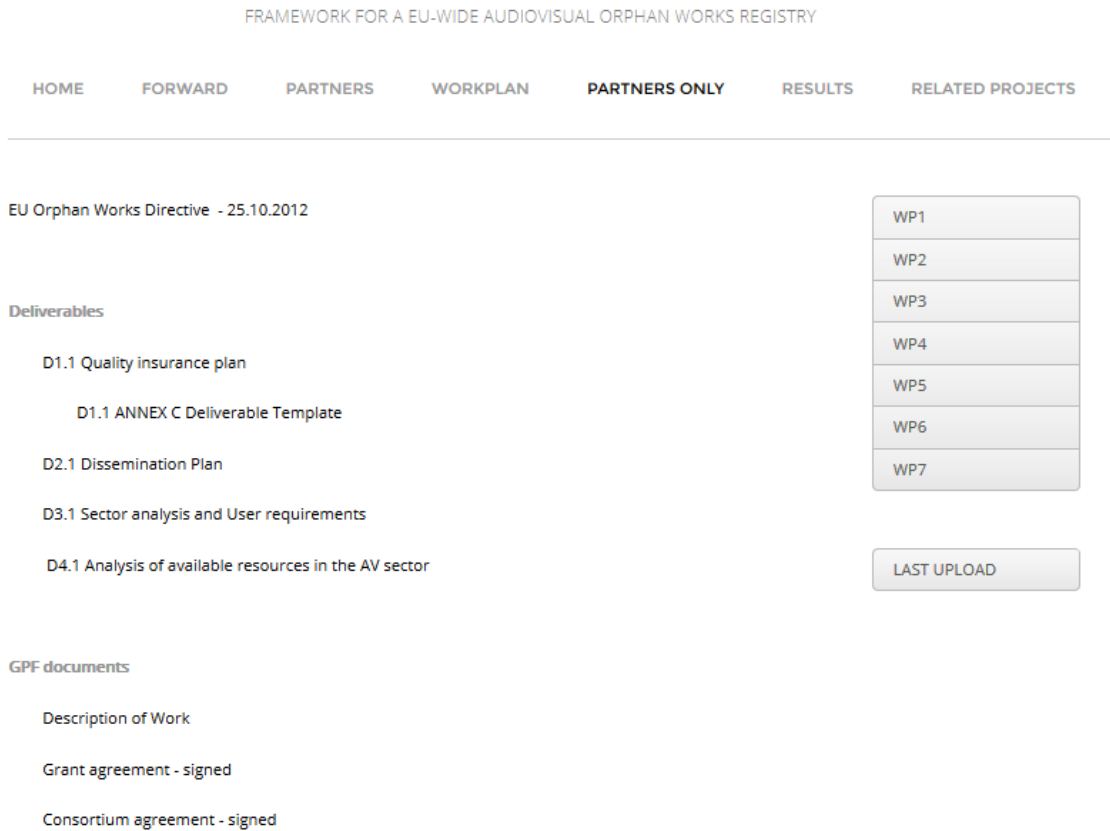 FRAMEWORK FOR A EU-WIDE AUDIOVISUAL ORPHAN WORKS REGISTRY
HOME FORWARD PARTNERS WORKPLAN PARTNERS ONLY RESULTS RELATED PROJECTS
EU Orphan Works Directive - 25.10.2012
Deliverables
D1.1 Quality insurance plan
D1.1 ANNEX C Deliverable Template
D2.1 Dissemination Plan
D3.1 Sector analysis and User requirements
D4.1 Analysis of available resources in the AV sector
GPF documents
Description of Work
Grant agreement - signed
Consortium agreement - signed
WP1
WP2
WP3
WP4
WP5
WP6
WP7
LAST UPLOAD